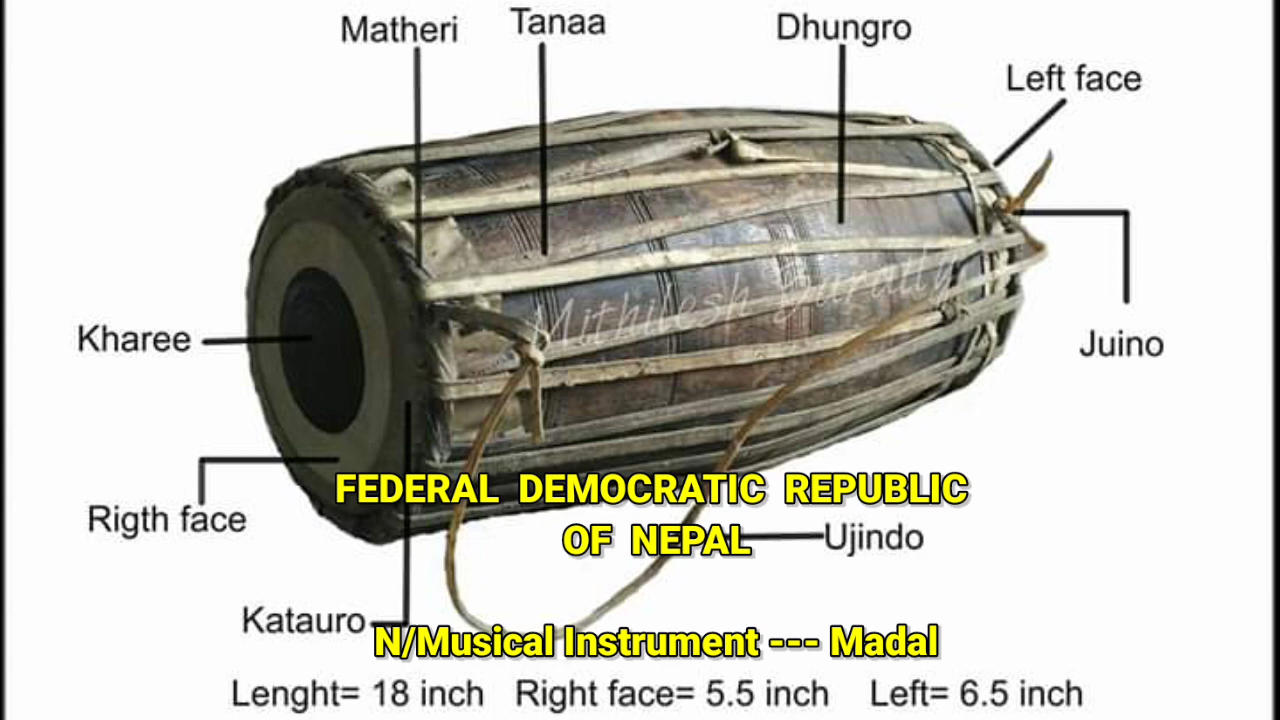 Matheri
Tanaa
Dhungro
Left face
Kharee
Juino
Rigth face
FEDERAL DEMOCRATIC REPUBLIC
OF NEPAL
Ujindo
Katauro
N/Musical Instrument --- Madal
Lenght= 18 inch Right face= 5.5 inch Left= 6.5 inch